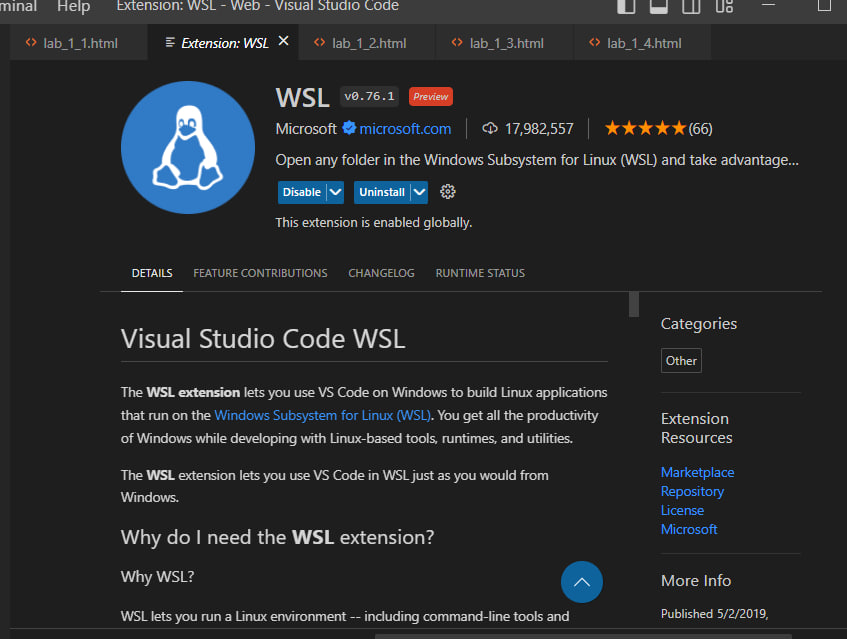 minal Help Extension: WSL - Web - Visual Studio Code
lab_1_1.html Extension: WSL lab_1_2.html lab_1_3.html lab_1_4.html
WSL v0.76.1 Preview
Microsoft microsoft.com 17,982,557 (66)
Open any folder in the Windows Subsystem for Linux (WSL) and take advantage...
Disable Uninstall
This extension is enabled globally.
DETAILS FEATURE CONTRIBUTIONS CHANGELOG RUNTIME STATUS
Visual Studio Code WSL
The WSL extension lets you use VS Code on Windows to build Linux applications
that run on the Windows Subsystem for Linux (WSL). You get all the productivity
of Windows while developing with Linux-based tools, runtimes, and utilities.
The WSL extension lets you use VS Code in WSL just as you would from
Windows.
Why do I need the WSL extension?
Why WSL?
WSL lets you run a Linux environment -- including command-line tools and
Categories
Other
Extension
Resources
Marketplace
Repository
License
Microsoft
More Info
Published 5/2/2019,